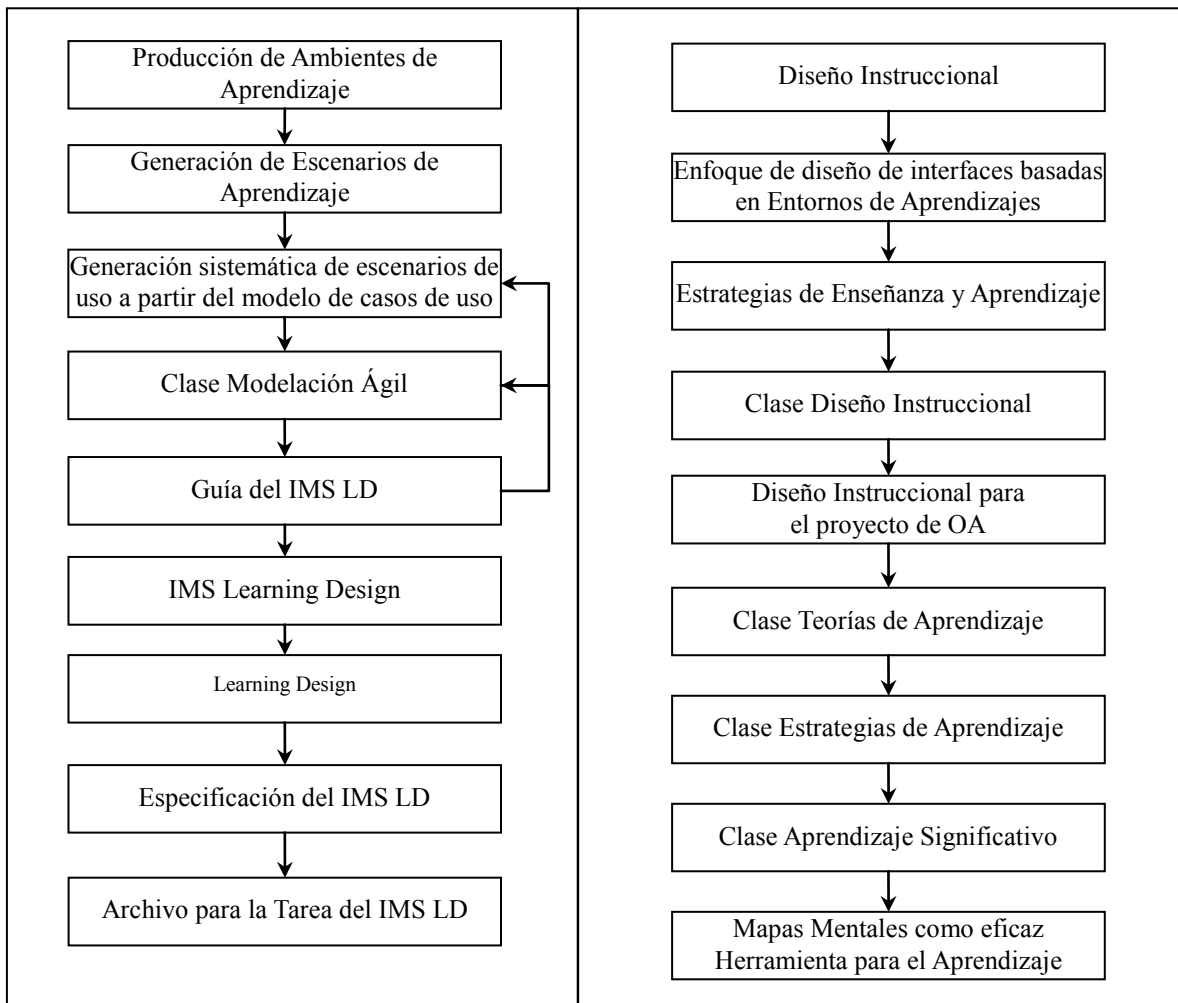 Producción de Ambientes de
Aprendizaje
Generación de Escenarios de
Aprendizaje
Generación sistemática de escenarios de
uso a partir del modelo de casos de uso
Clase Modelación Ágil
Guía del IMS LD
IMS Learning Design
Learning Design
Especificación del IMS LD
Archivo para la Tarea del IMS LD
Diseño Instruccional
Enfoque de diseño de interfaces basadas
en Entornos de Aprendizajes
Estrategias de Enseñanza y Aprendizaje
Clase Diseño Instruccional
Diseño Instruccional para
el proyecto de OA
Clase Teorías de Aprendizaje
Clase Estrategias de Aprendizaje
Clase Aprendizaje Significativo
Mapas Mentales como eficaz
Herramienta para el Aprendizaje